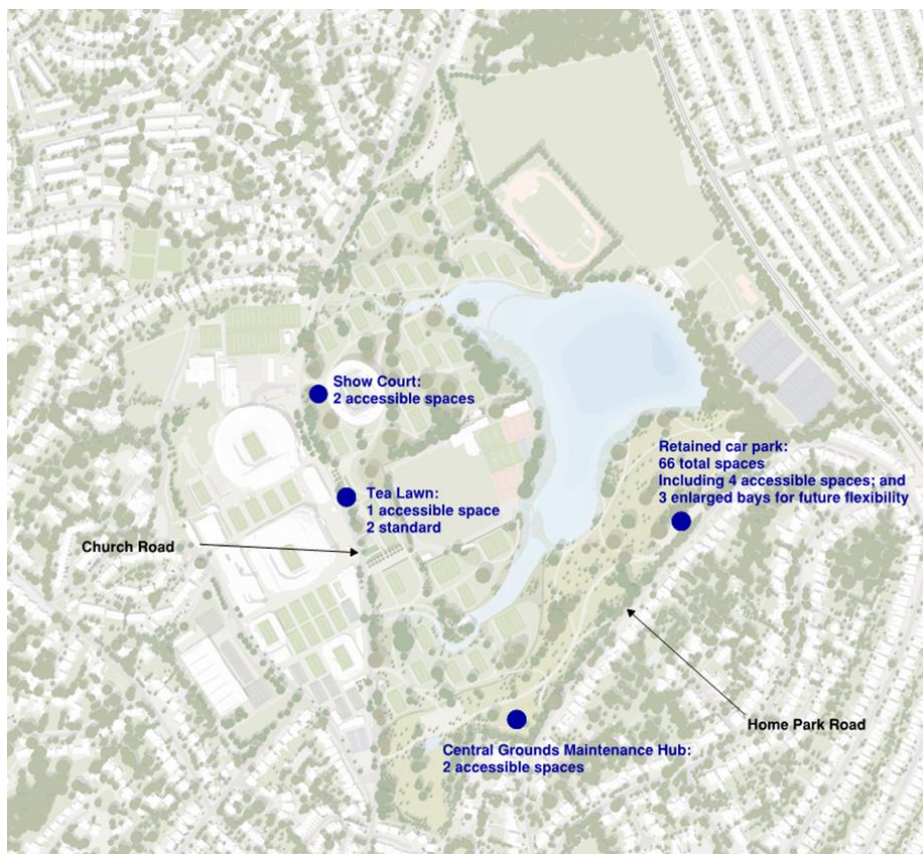 Show Court:
2 accessible spaces
Retained car park:
66 total spaces
Including 4 accessible spaces; and
3 enlarged bays for future flexibility
Tea Lawn:
1 accessible space
2 standard
Church Road
Home Park Road
Central Grounds Maintenance Hub:
2 accessible spaces